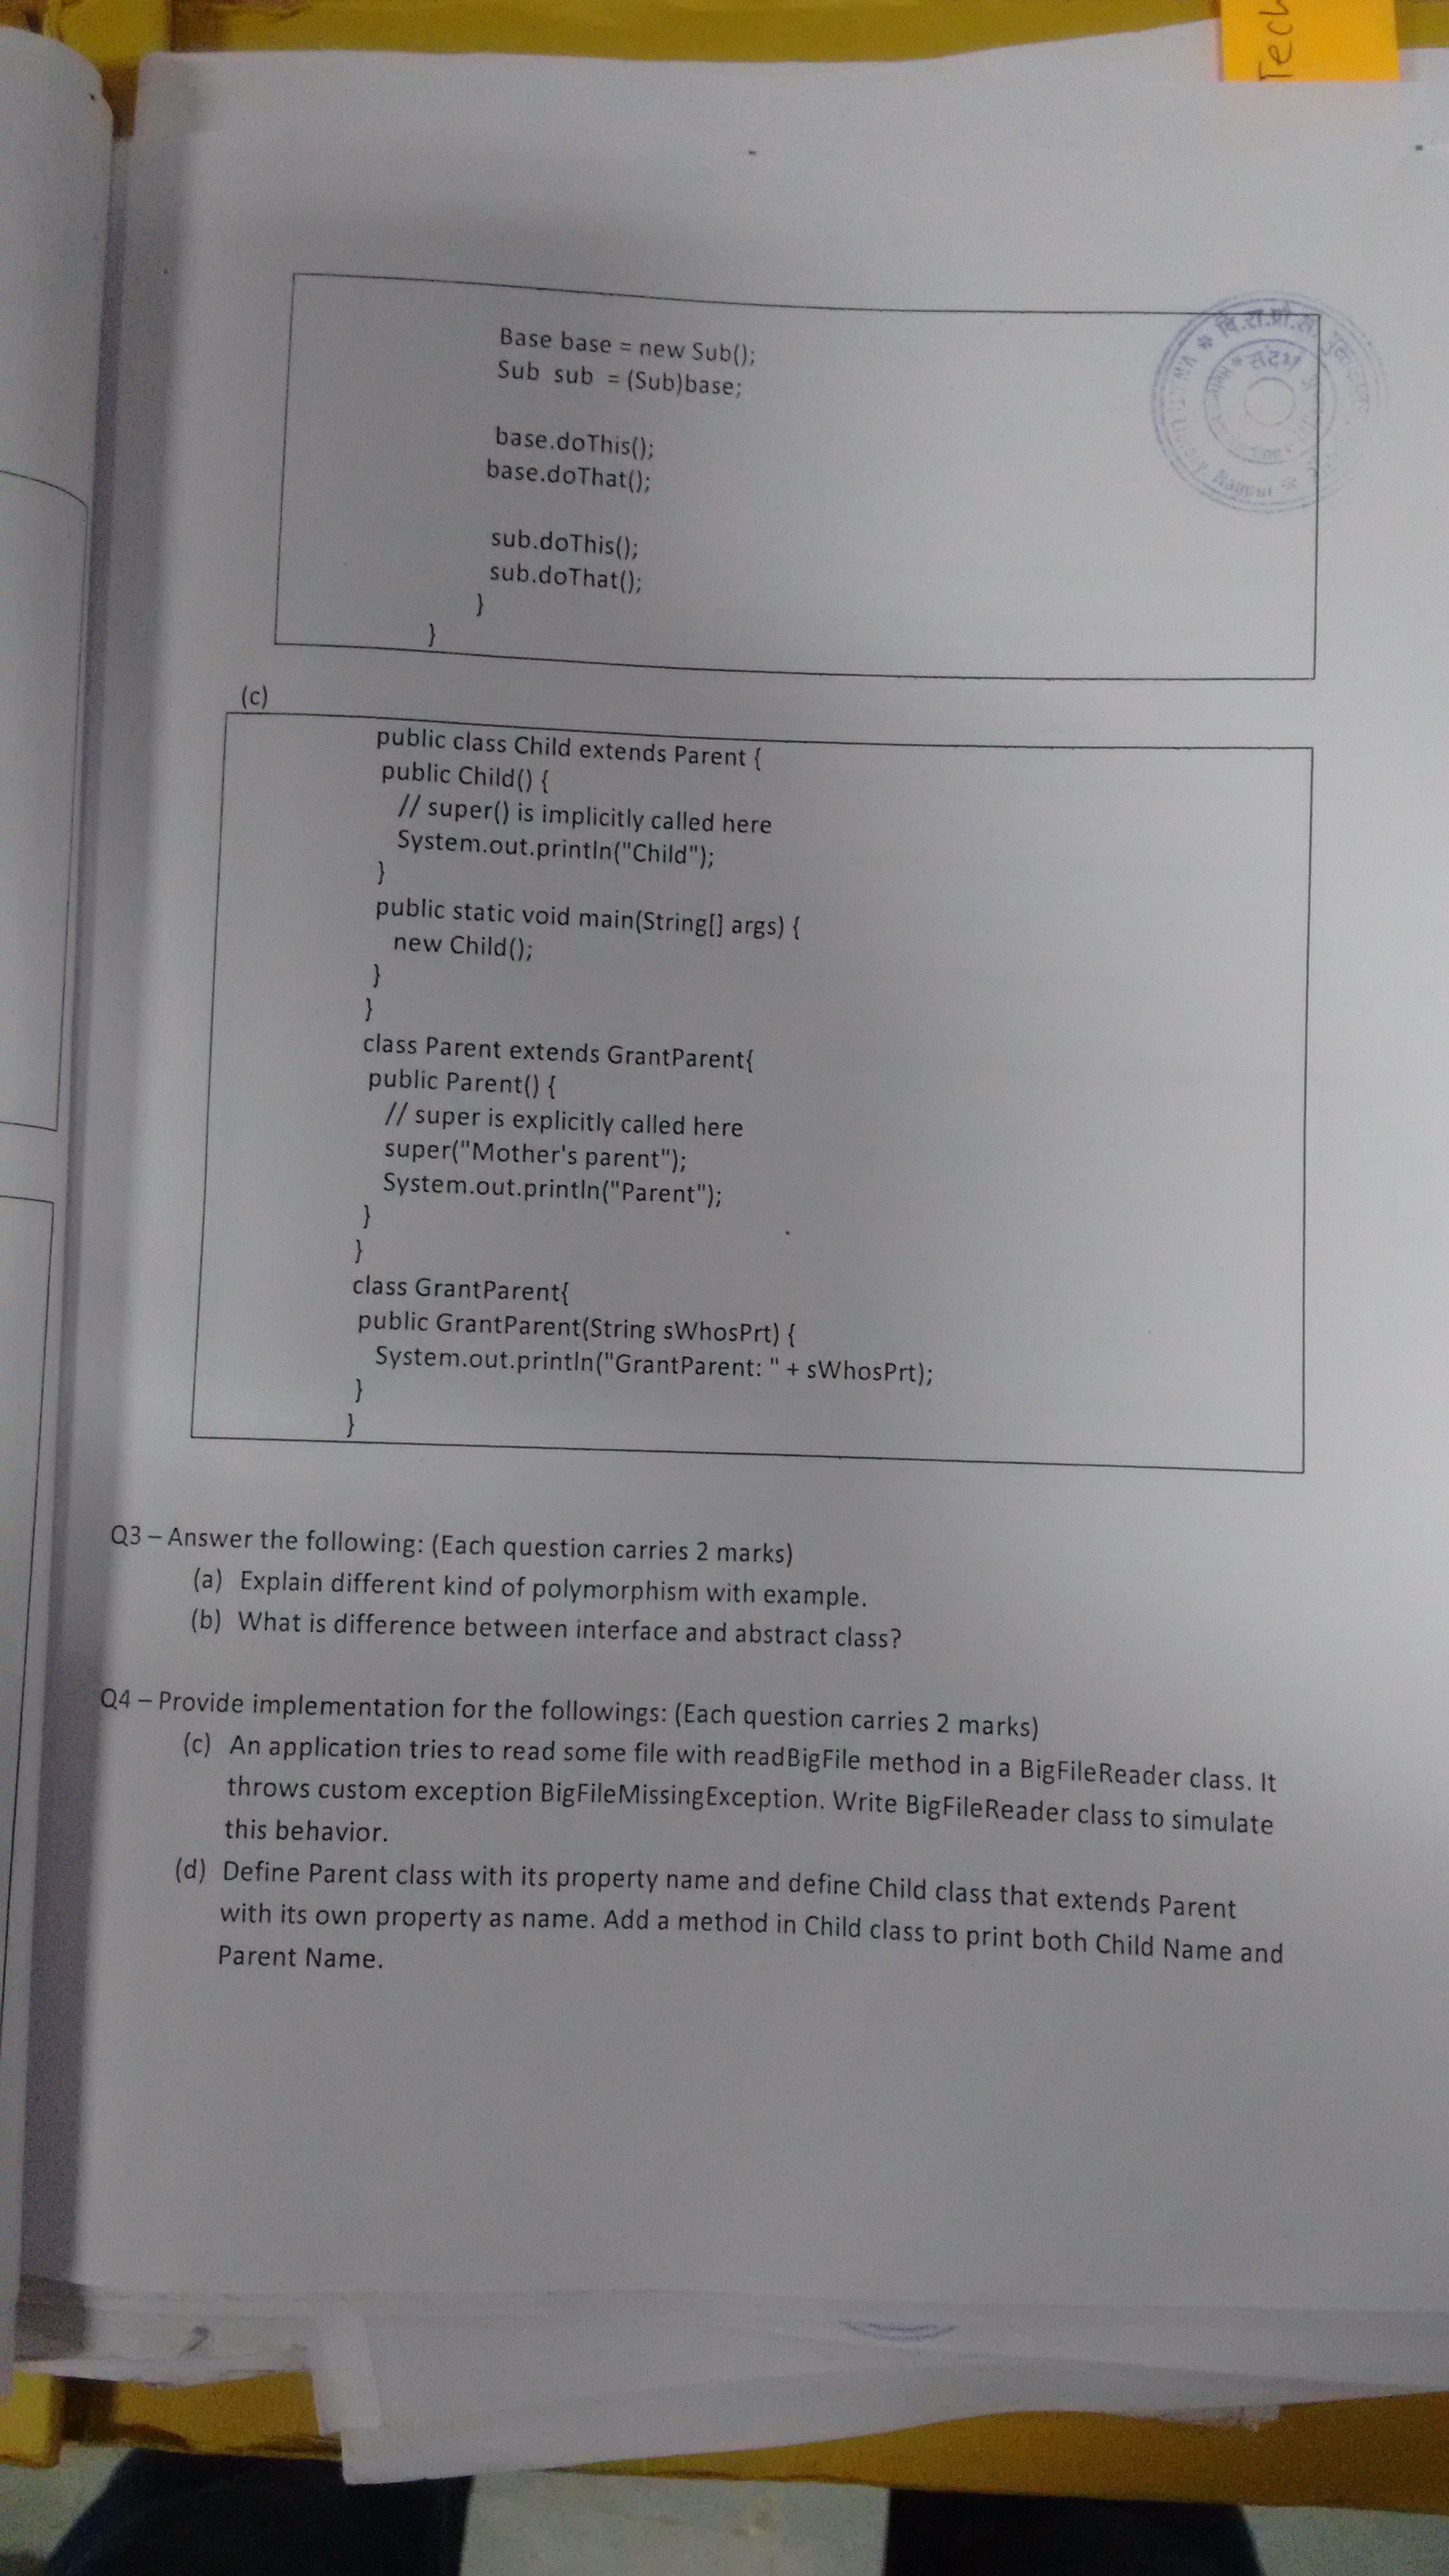 Tech
Base base = new Sub();
Sub sub = (Sub)base;
base.doThis();
base.doThat();
sub.doThis();
sub.doThat();
}
}
(c)
public class Child extends Parent {
public Child() {
// super() is implicitly called here
System.out.println("Child");
}
public static void main(String[] args) {
new Child();
}
}
class Parent extends GrantParent{
public Parent() {
// super is explicitly called here
super("Mother's parent");
System.out.println("Parent");
}
}
class GrantParent{
public GrantParent(String sWhosPrt) {
System.out.println("GrantParent: " + sWhosPrt);
}
}
Q3 – Answer the following: (Each question carries 2 marks)
(a) Explain different kind of polymorphism with example.
(b) What is difference between interface and abstract class?
Q4 – Provide implementation for the followings: (Each question carries 2 marks)
(c) An application tries to read some file with readBigFile method in a BigFileReader class. It
throws custom exception BigFileMissingException. Write BigFileReader class to simulate
this behavior.
(d) Define Parent class with its property name and define Child class that extends Parent
with its own property as name. Add a method in Child class to print both Child Name and
Parent Name.